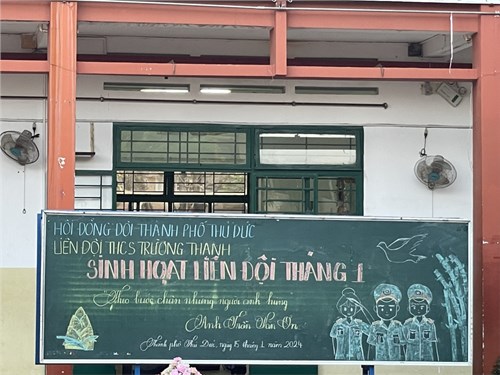 HỘI ĐỒNG ĐỘI THÀNH PHỐ THỦ ĐỨC
LIÊN ĐỘI THCS TRƯỜNG THẠNH
SINH HOẠT LIÊN ĐỘI THÁNG 1
Theo bước chân những người anh hùng
Anh Trần Văn Ơn
Thành phố Thủ Đức, ngày 15 tháng 1 năm 2024